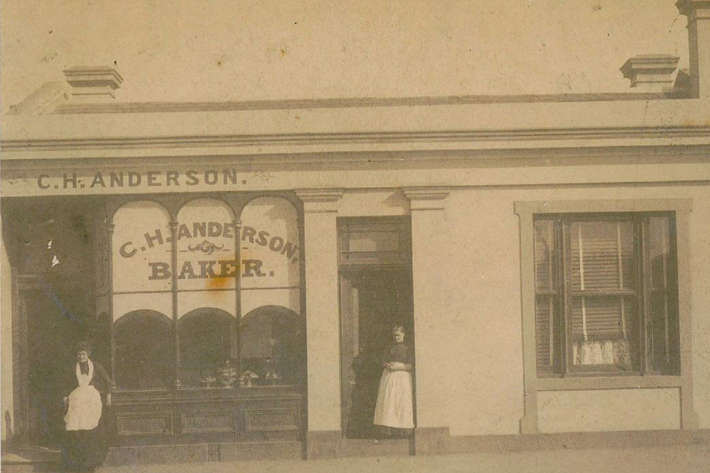 C.H. ANDERSON.
C.H. ANDERSON,
BAKER.